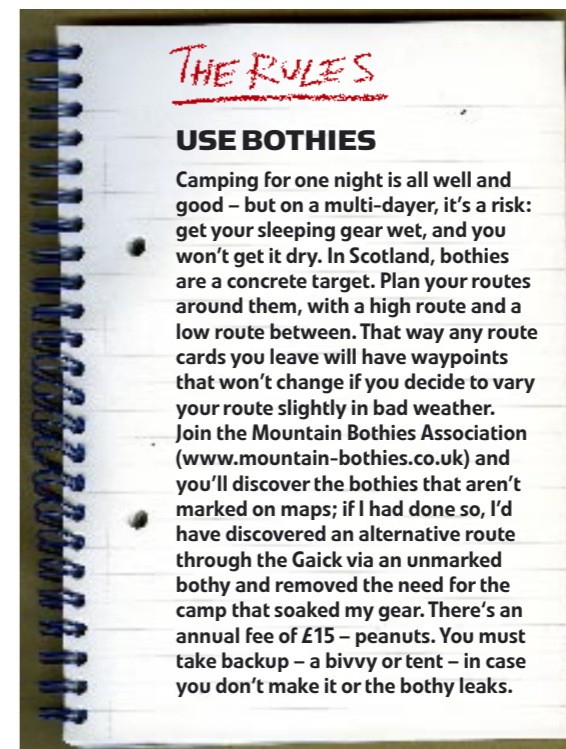 THE RULES
USE BOTHIES
Camping for one night is all well and
good – but on a multi-dayer, it's a risk:
get your sleeping gear wet, and you
won't get it dry. In Scotland, bothies
are a concrete target. Plan your routes
around them, with a high route and a
low route between. That way any route
cards you leave will have waypoints
that won't change if you decide to vary
your route slightly in bad weather.
Join the Mountain Bothies Association
(www.mountain-bothies.co.uk) and
you'll discover the bothies that aren't
marked on maps; if I had done so, I'd
have discovered an alternative route
through the Gaick via an unmarked
bothy and removed the need for the
camp that soaked my gear. There's an
annual fee of £15 – peanuts. You must
take backup – a bivvy or tent – in case
you don't make it or the bothy leaks.